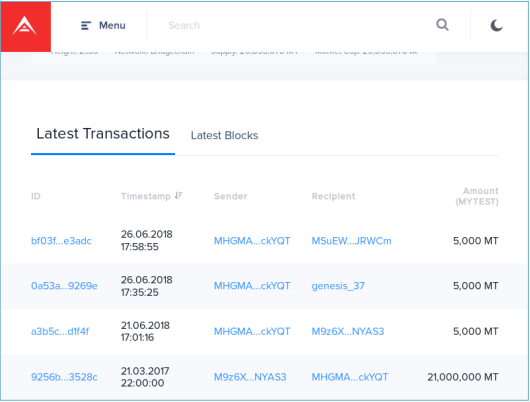 Menu
Search
Latest Transactions Latest Blocks
ID Timestamp Sender Recipient Amount (MYTEST)
bf03f...e3adc 26.06.2018 17:58:55 MHGMA...ckYQT MSuEW...JRWCm 5,000 MT
0a53a...9269e 26.06.2018 17:35:25 MHGMA...ckYQT genesis_37 5,000 MT
a3b5c...d1f4f 21.06.2018 17:01:16 MHGMA...ckYQT M9z6X...NYAS3 5,000 MT
9256b...3528c 21.03.2017 22:00:00 M9z6X...NYAS3 MHGMA...ckYQT 21,000,000 MT